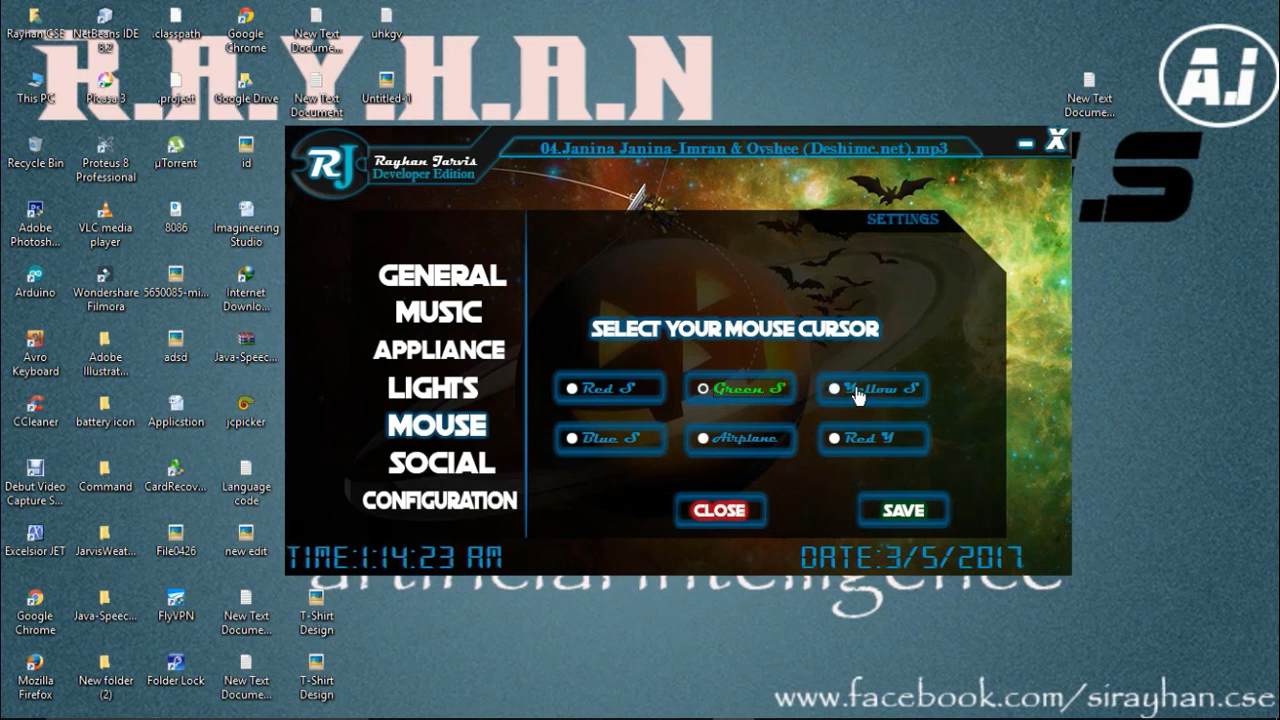 Rayhan CSE
NetBeans IDE 8.2
.classpath
Google Chrome
New Text Docume...
uhkgv
R.A.Y.H.A.N
This PC
Picasa 3
.project
Google Drive
New Text Document
Untitled-1
New Text Docume...
A.I
Recycle Bin
Proteus 8 Professional
µTorrent
id
RJ
Rayhan Jarvis
Developer Edition
04.Janina Janina-Imran & Oyshee (Deshimc.net).mp3
X
.S
Adobe Photosh...
VLC media player
8086
Imagineering Studio
SETTINGS
Arduino
Wondershare Filmora
5650085-mi...
Internet Downlo...
GENERAL
MUSIC
APPLIANCE
LIGHTS
MOUSE
SOCIAL
CONFIGURATION
SELECT YOUR MOUSE CURSOR
Red S
Green S
Yellow S
Blue S
Airplane
Red Y
CLOSE
SAVE
Avro Keyboard
Adobe Illustrat...
adsd
Java-Speec...
CCleaner
battery icon
Application
jcpicker
Debut Video Capture S...
Command
CardRecov...
Language code
Excelsior JET
JarvisWeat...
File0426
new edit
TIME:1:14:23 AM
DATE:3/5/2017
artificial intelligence
Google Chrome
Java-Speec...
FlyVPN
New Text Docume...
T-Shirt Design
Mozilla Firefox
New folder (2)
Folder Lock
New Text Docume...
T-Shirt Design
www.facebook.com/sirayhan.cse